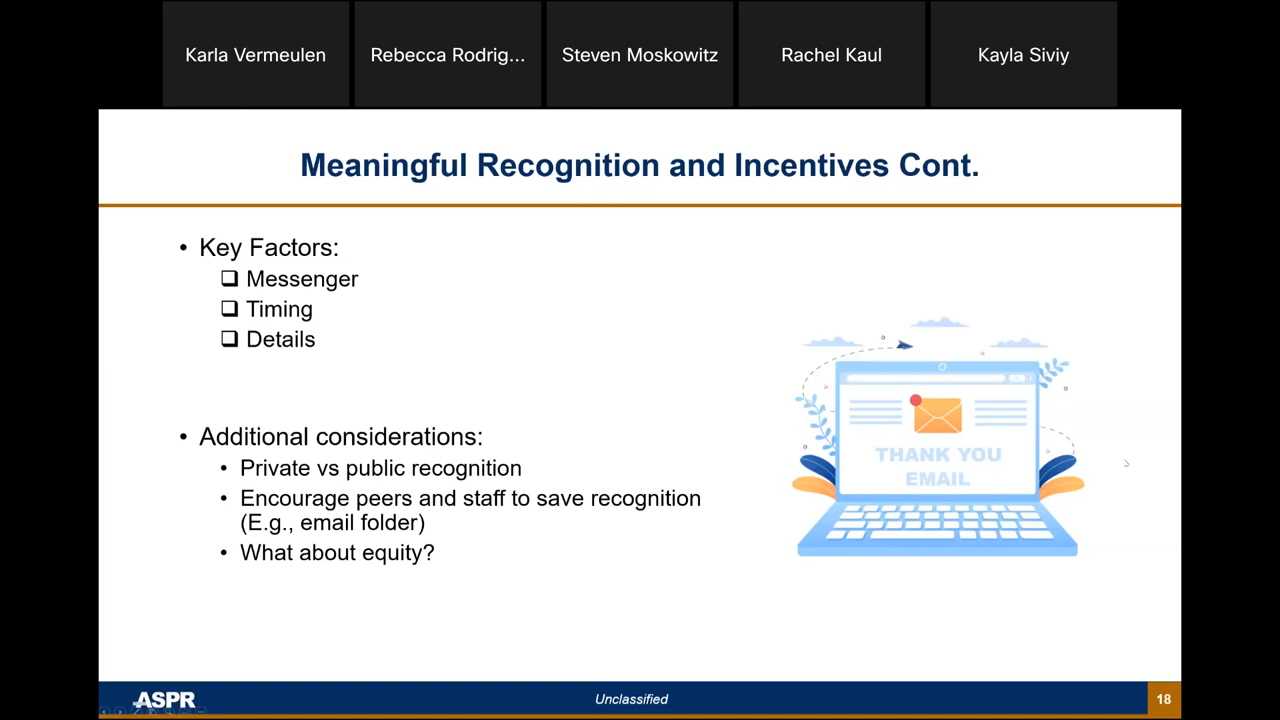 Karla Vermeulen
Rebecca Rodrig...
Steven Moskowitz
Rachel Kaul
Kayla Siviy
Meaningful Recognition and Incentives Cont.
• Key Factors:
❑ Messenger
❑ Timing
❑ Details
• Additional considerations:
• Private vs public recognition
• Encourage peers and staff to save recognition
(E.g., email folder)
• What about equity?
THANK YOU
EMAIL
ASPR
Unclassified
18